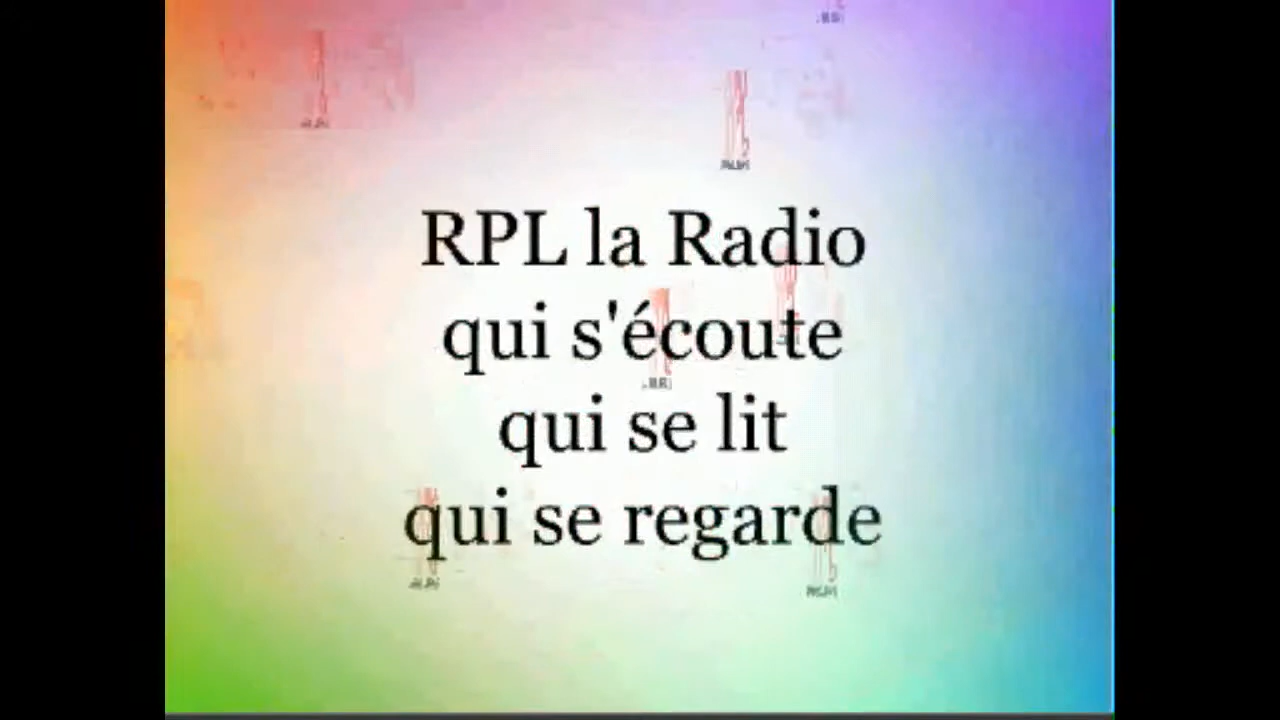 RPL la Radio
qui s'écoute
qui se lit
qui se regarde